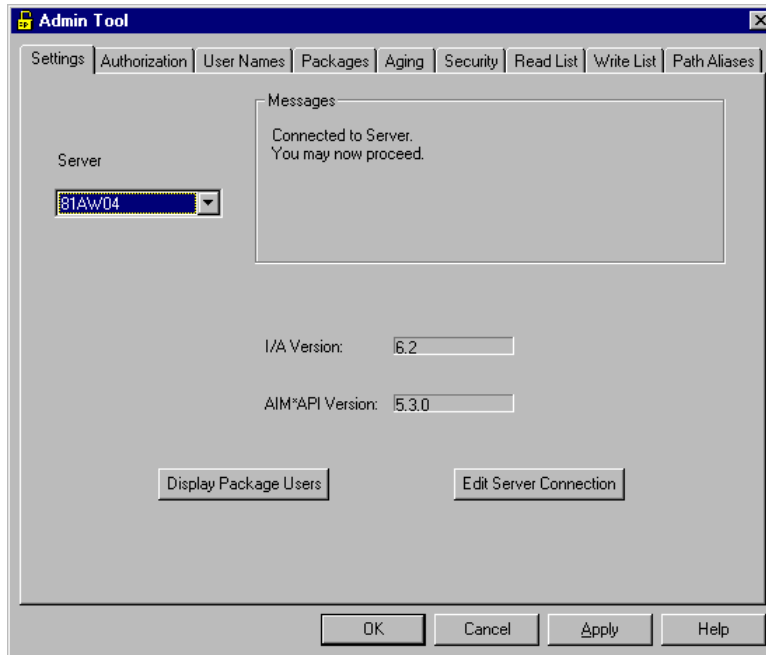 Admin Tool
Settings Authorization User Names Packages Aging Security Read List Write List Path Aliases
Messages
Connected to Server.
You may now proceed.
Server
81AW04
I/A Version: 6.2
AIM*API Version: 5.3.0
Display Package Users Edit Server Connection
OK Cancel Apply Help